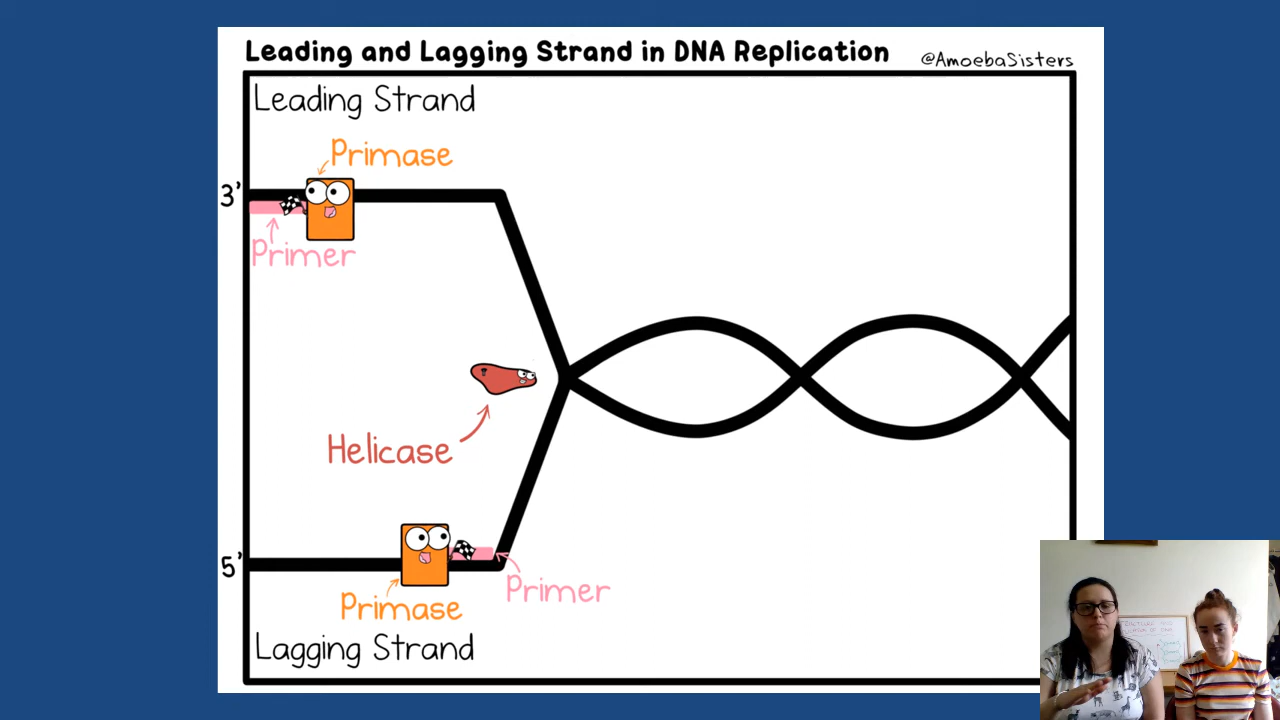 Leading and Lagging Strand in DNA Replication
@AmoebaSisters
Leading Strand
Primase
3'
Primer
Helicase
5'
Primer
Primase
Lagging Strand